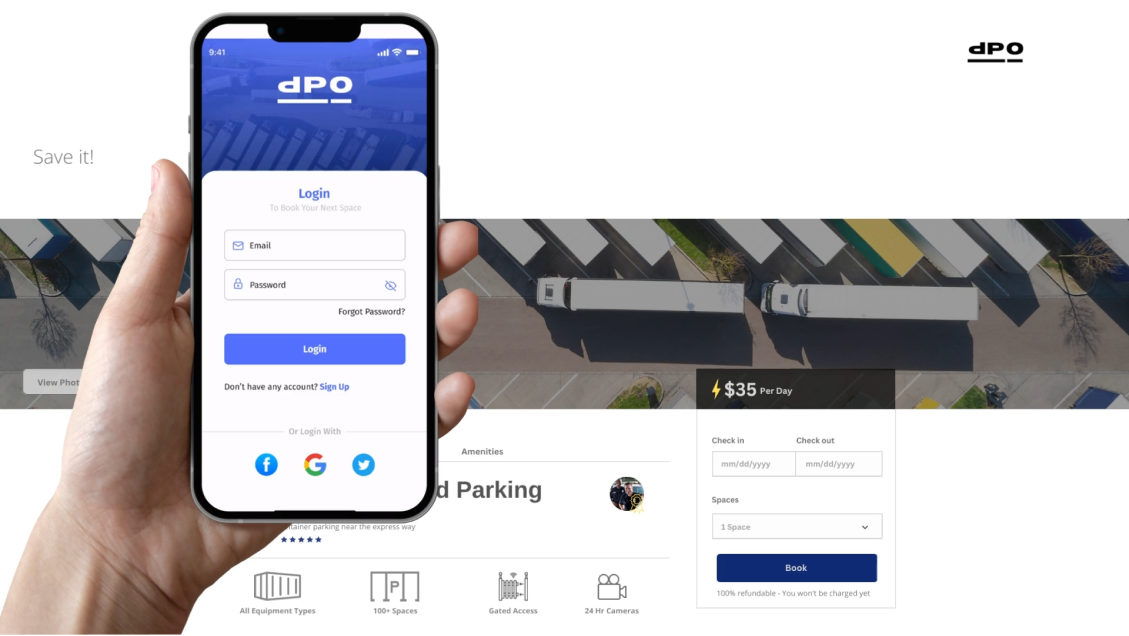 dPO
Save it!
9:41
dPO
Login
To Book Your Next Space
Email
Password
Forgot Password?
Login
Don't have any account? Sign Up
Or Login With
View Phot
$35 Per Day
Check in
Check out
mm/dd/yyyy
mm/dd/yyyy
Spaces
1 Space
Book
100% refundable - You won't be charged yet
Amenities
d Parking
tainer parking near the express way
All Equipment Types
P
100+ Spaces
Gated Access
24 Hr Cameras